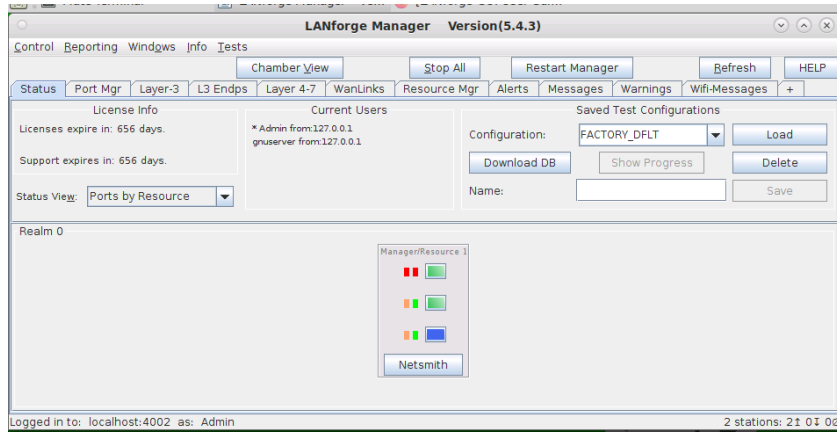 LANforge Manager Version(5.4.3)
Control Reporting Windows Info Tests
Chamber View Stop All Restart Manager Refresh HELP
Status Port Mgr Layer-3 L3 Endps Layer 4-7 WanLinks Resource Mgr Alerts Messages Warnings Wifi-Messages +
License Info
Licenses expire in: 656 days.
Support expires in: 656 days.
Status View: Ports by Resource
Current Users
* Admin from:127.0.0.1
gnuserver from:127.0.0.1
Saved Test Configurations
Configuration: FACTORY_DFLT Load
Download DB Show Progress Delete
Name: Save
Realm 0
Manager/Resource 1
Netsmith
Logged in to: localhost:4002 as: Admin 2 stations: 2↑ 0↧